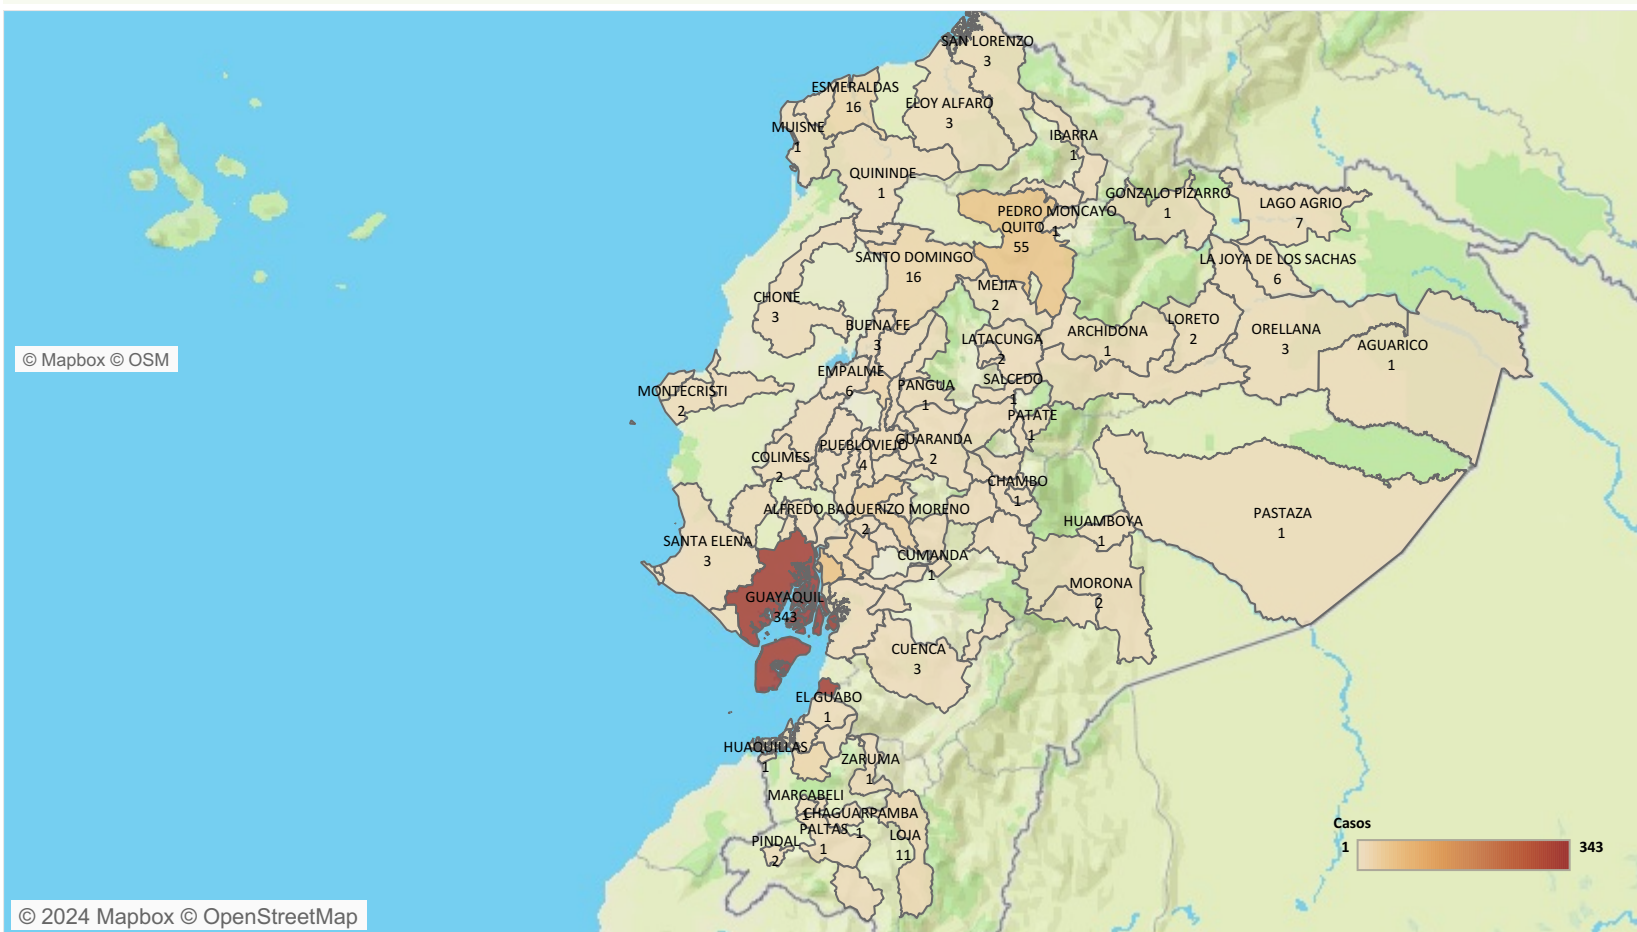 SAN LORENZO
3
ESMERALDAS
16
ELOY ALFARO
3
MUISNE
1
IBARRA
1
QUININDE
1
GONZALO PIZARRO
1
LAGO AGRIO
7
PEDRO MONCAYO
1
QUITO
55
SANTO DOMINGO
16
LA JOYA DE LOS SACHAS
6
MEJIA
2
CHONE
3
BUENA FE
3
LORETO
2
ARCHIDONA
1
ORELLANA
3
LATACUNGA
2
AGUARICO
1
© Mapbox © OSM
EMPALME
6
SALCEDO
1
PANGUA
1
MONTECRISTI
2
PATATE
1
PUEBLOVIEJO
4
GUARANDA
2
COLIMES
2
CHAMBO
1
ALFREDO BAQUERIZO MORENO
2
PASTAZA
1
HUAMBOYA
1
SANTA ELENA
3
CUMANDA
1
MORONA
2
GUAYAQUIL
343
CUENCA
3
EL GUABO
1
HUAQUILLAS
1
ZARUMA
1
MARCABELI
1
CHAGUARPAMBA
1
PALTAS
1
LOJA
11
PINDAL
2
Casos
1
343
© 2024 Mapbox © OpenStreetMap